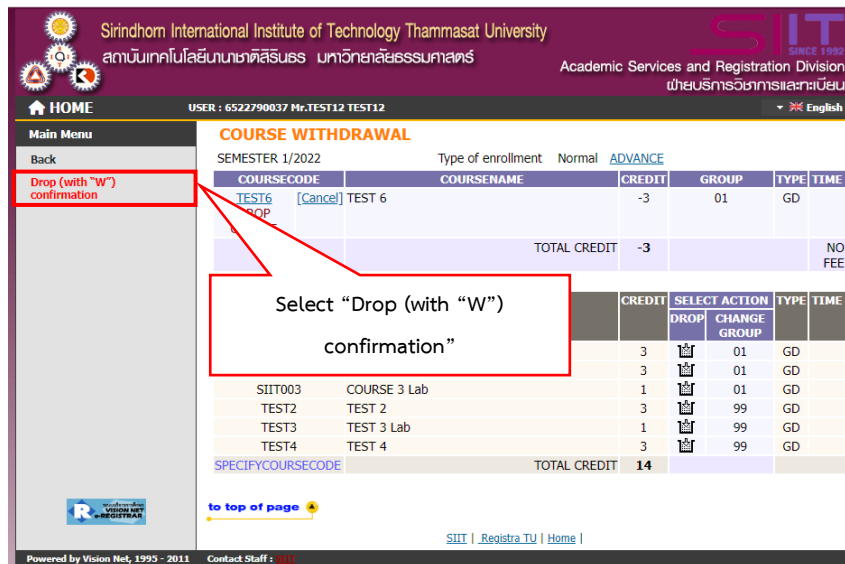 Sirindhorn International Institute of Technology Thammasat University
สถาบันเทคโนโลยีนานาชาติสิรินธร มหาวิทยาลัยธรรมศาสตร์
SIIT
SINCE 1992
Academic Services and Registration Division
ฝ่ายบริการวิชาการและทะเบียน
HOME USER : 6522790037 Mr.TEST12 TEST12 English
Main Menu
Back
Drop (with "W") confirmation
COURSE WITHDRAWAL
SEMESTER 1/2022 Type of enrollment Normal ADVANCE
COURSECODE COURSENAME CREDIT GROUP TYPE TIME
TEST6 [Cancel] TEST 6 -3 01 GD
TOTAL CREDIT -3 NO FEE
Select “Drop (with “W”)
confirmation”
CREDIT SELECT ACTION TYPE TIME
DROP CHANGE GROUP
3 01 GD
3 01 GD
SIIT003 COURSE 3 Lab 1 01 GD
TEST2 TEST 2 3 99 GD
TEST3 TEST 3 Lab 1 99 GD
TEST4 TEST 4 3 99 GD
SPECIFYCOURSECODE TOTAL CREDIT 14
R VISION NET
e-REGISTRAR
to top of page
SIIT | Registra TU | Home |
Powered by Vision Net, 1995 - 2011 Contact Staff :